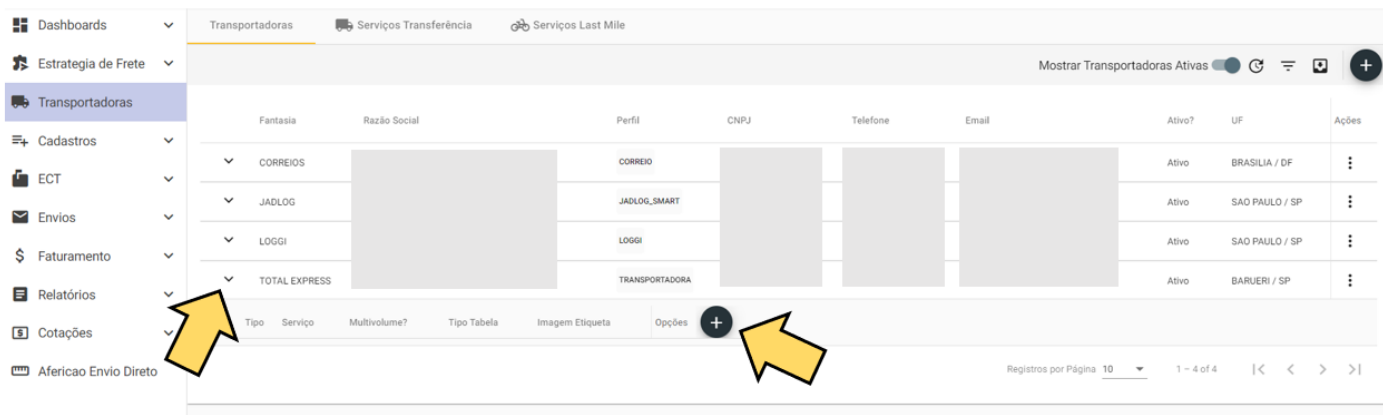 Dashboards
Estrategia de Frete
Transportadoras
Cadastros
ECT
Envios
Faturamento
Relatórios
Cotações
Afericao Envio Direto
Transportadoras Serviços Transferência Serviços Last Mile
Mostrar Transportadoras Ativas
Fantasia Razão Social Perfil CNPJ Telefone Email Ativo? UF Ações
CORREIOS CORREIO Ativo BRASILIA / DF
JADLOG JADLOG_SMART Ativo SAO PAULO / SP
LOGGI LOGGI Ativo SAO PAULO / SP
TOTAL EXPRESS TRANSPORTADORA Ativo BARUERI / SP
Tipo Serviço Multivolume? Tipo Tabela Imagem Etiqueta Opções
Registros por Página 10 1 – 4 of 4